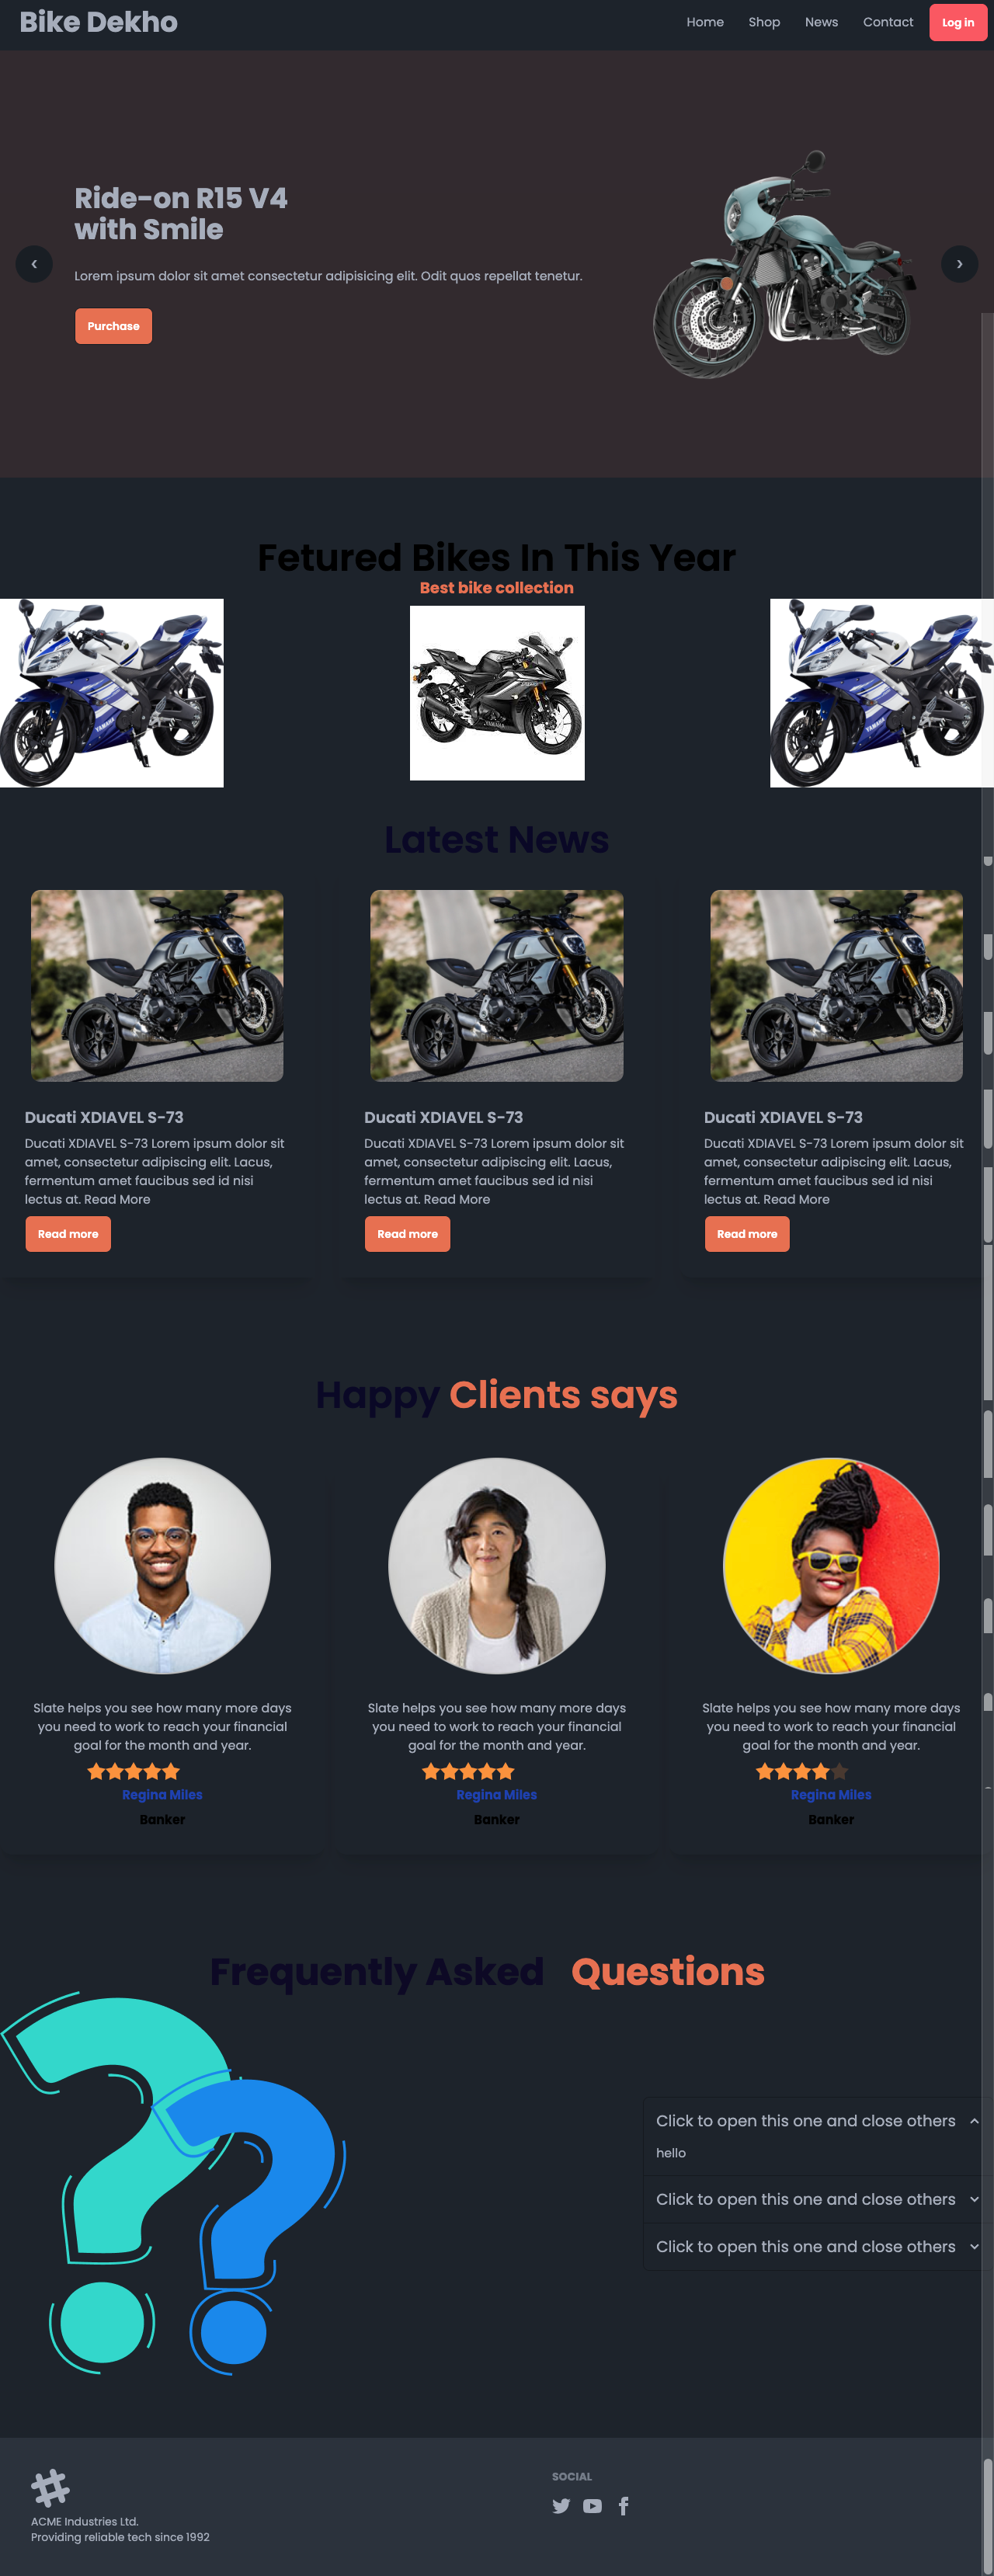 Bike Dekho
Home Shop News Contact Log in
Ride-on R15 V4
with Smile
Lorem ipsum dolor sit amet consectetur adipisicing elit. Odit quos repellat tenetur.
Purchase
Fetured Bikes In This Year
Best bike collection
YAMAHA
YAMAHA
Latest News
Ducati XDIAVEL S-73
Ducati XDIAVEL S-73 Lorem ipsum dolor sit
amet, consectetur adipiscing elit. Lacus,
fermentum amet faucibus sed id nisi
lectus at. Read More
Read more
Ducati XDIAVEL S-73
Ducati XDIAVEL S-73 Lorem ipsum dolor sit
amet, consectetur adipiscing elit. Lacus,
fermentum amet faucibus sed id nisi
lectus at. Read More
Read more
Ducati XDIAVEL S-73
Ducati XDIAVEL S-73 Lorem ipsum dolor sit
amet, consectetur adipiscing elit. Lacus,
fermentum amet faucibus sed id nisi
lectus at. Read More
Read more
Happy Clients says
Slate helps you see how many more days
you need to work to reach your financial
goal for the month and year.
Regina Miles
Banker
Slate helps you see how many more days
you need to work to reach your financial
goal for the month and year.
Regina Miles
Banker
Slate helps you see how many more days
you need to work to reach your financial
goal for the month and year.
Regina Miles
Banker
Frequently Asked Questions
Click to open this one and close others
hello
Click to open this one and close others
Click to open this one and close others
ACME Industries Ltd.
Providing reliable tech since 1992
SOCIAL